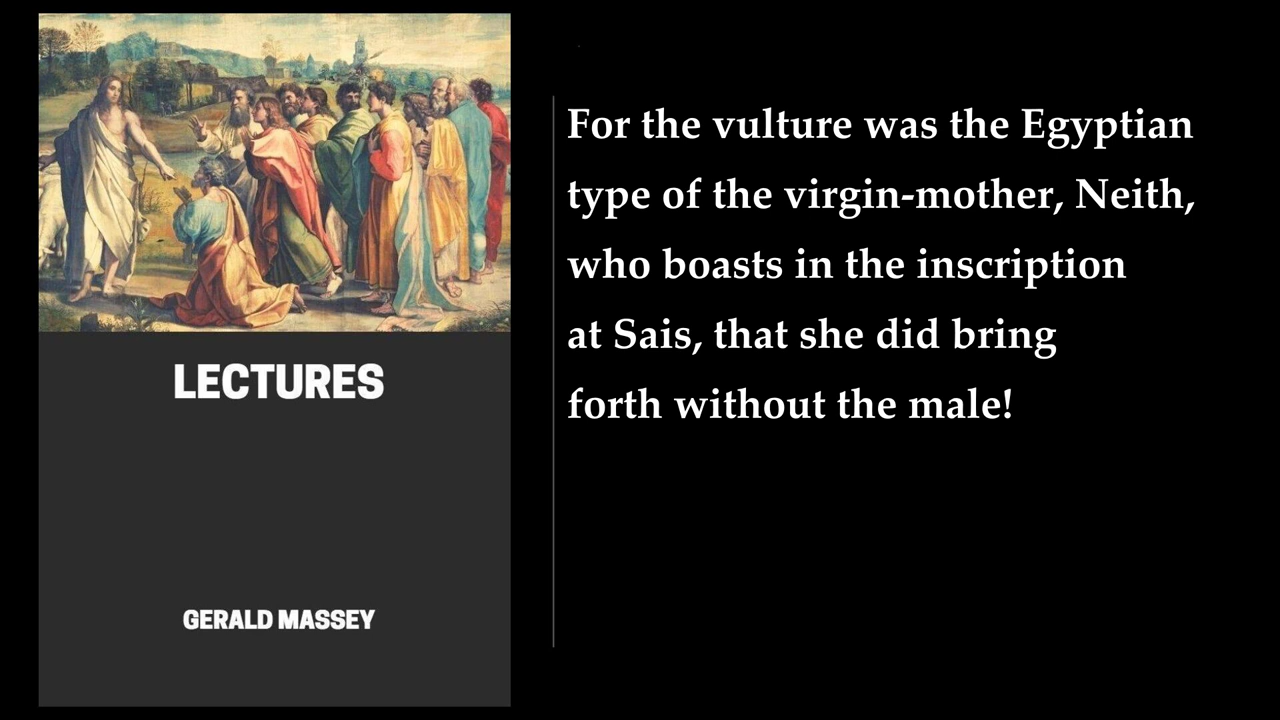 LECTURES
GERALD MASSEY
For the vulture was the Egyptian
type of the virgin-mother, Neith,
who boasts in the inscription
at Sais, that she did bring
forth without the male!